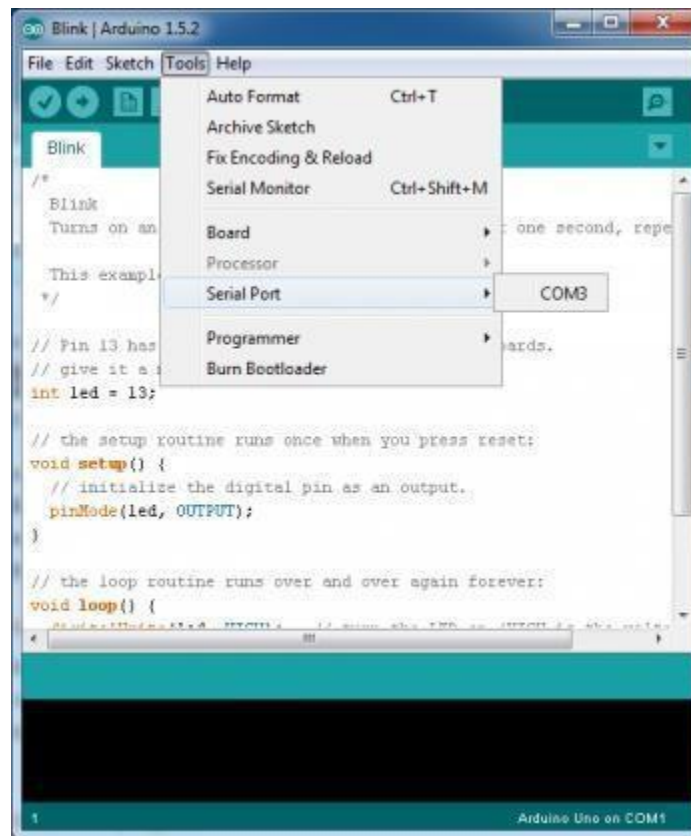 Blink | Arduino 1.5.2
File Edit Sketch Tools Help
Auto Format Ctrl+T
Archive Sketch
Fix Encoding & Reload
Serial Monitor Ctrl+Shift+M
Board
Processor
Serial Port
COM3
Programmer
Burn Bootloader
Blink
/*
Blink
Turns on an
one second, repe
This exampl
*/
// Pin 13 has
ards.
// give it a
int led = 13;
// the setup routine runs once when you press reset:
void setup() {
// initialize the digital pin as an output.
pinMode(led, OUTPUT);
}
// the loop routine runs over and over again forever:
void loop() {
1
Arduino Uno on COM1